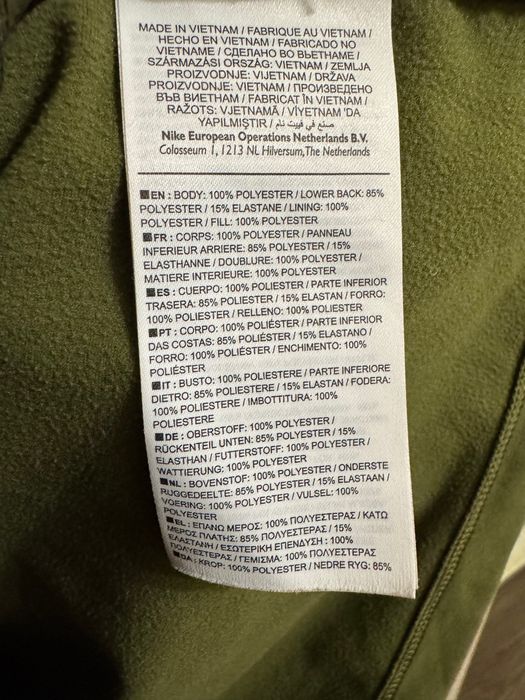 MADE IN VIETNAM / FABRIQUE AU VIETNAM /
HECHO EN VIETNAM / FABRICADO NO
VIETNAME / СДЕЛАНО ВО ВЬЕТНАМЕ /
SZÁRMAZÁSI ORSZÁG: VIETNAM / ZEMLJA
PROIZVODNJE: VIJETNAM / DRŽAVA
PROIZVODNJE: VIETNAM / ПРОИЗВЕДЕНО
ВЪВ ВИЕТНАМ / FABRICAT ÎN VIETNAM /
RAŽOTS: VJETNAMĀ / VİYETNAM 'DA
YAPILMIŞTIR / صنع في فييت نام
Nike European Operations Netherlands B.V.
Colosseum 1, 1213 NL Hilversum, The Netherlands
EN : BODY: 100% POLYESTER / LOWER BACK: 85%
POLYESTER / 15% ELASTANE / LINING: 100%
POLYESTER / FILL: 100% POLYESTER
FR : CORPS: 100% POLYESTER / PANNEAU
INFERIEUR ARRIERE: 85% POLYESTER / 15%
ELASTHANNE / DOUBLURE: 100% POLYESTER /
MATIERE INTERIEURE: 100% POLYESTER
ES : CUERPO: 100% POLIESTER / PARTE INFERIOR
TRASERA: 85% POLIESTER / 15% ELASTAN / FORRO:
100% POLIESTER / RELLENO: 100% POLIESTER
PT : CORPO: 100% POLIÉSTER / PARTE INFERIOR
DAS COSTAS: 85% POLIÉSTER / 15% ELASTANO /
FORRO: 100% POLIÉSTER / ENCHIMENTO: 100%
POLIÉSTER
IT : BUSTO: 100% POLIESTERE / PARTE INFERIORE
DIETRO: 85% POLIESTERE / 15% ELASTAN / FODERA:
100% POLIESTERE / IMBOTTITURA: 100%
POLIESTERE
DE : OBERSTOFF: 100% POLYESTER /
RÜCKENTEIL UNTEN: 85% POLYESTER / 15%
ELASTHAN / FUTTERSTOFF: 100% POLYESTER /
WATTIERUNG: 100% POLYESTER
NL : BOVENSTOF: 100% POLYESTER / ONDERSTE
RUGGEDEELTE: 85% POLYESTER / 15% ELASTAAN /
VOERING: 100% POLYESTER / VULSEL: 100%
POLYESTER
EL : ΕΠΑΝΩ ΜΕΡΟΣ: 100% ΠΟΛΥΕΣΤΕΡΑΣ / ΚΑΤΩ
ΜΕΡΟΣ ΠΛΑΤΗΣ: 85% ΠΟΛΥΕΣΤΕΡΑΣ / 15%
ΕΛΑΣΤΑΝΗ / ΕΣΩΤΕΡΙΚΗ ΕΠΕΝΔΥΣΗ : 100%
ΠΟΛΥΕΣΤΕΡΑΣ / ΓΕΜΙΣΜΑ: 100% ΠΟΛΥΕΣΤΕΡΑΣ
DA : KROP: 100% POLYESTER / NEDRE RYG: 85%